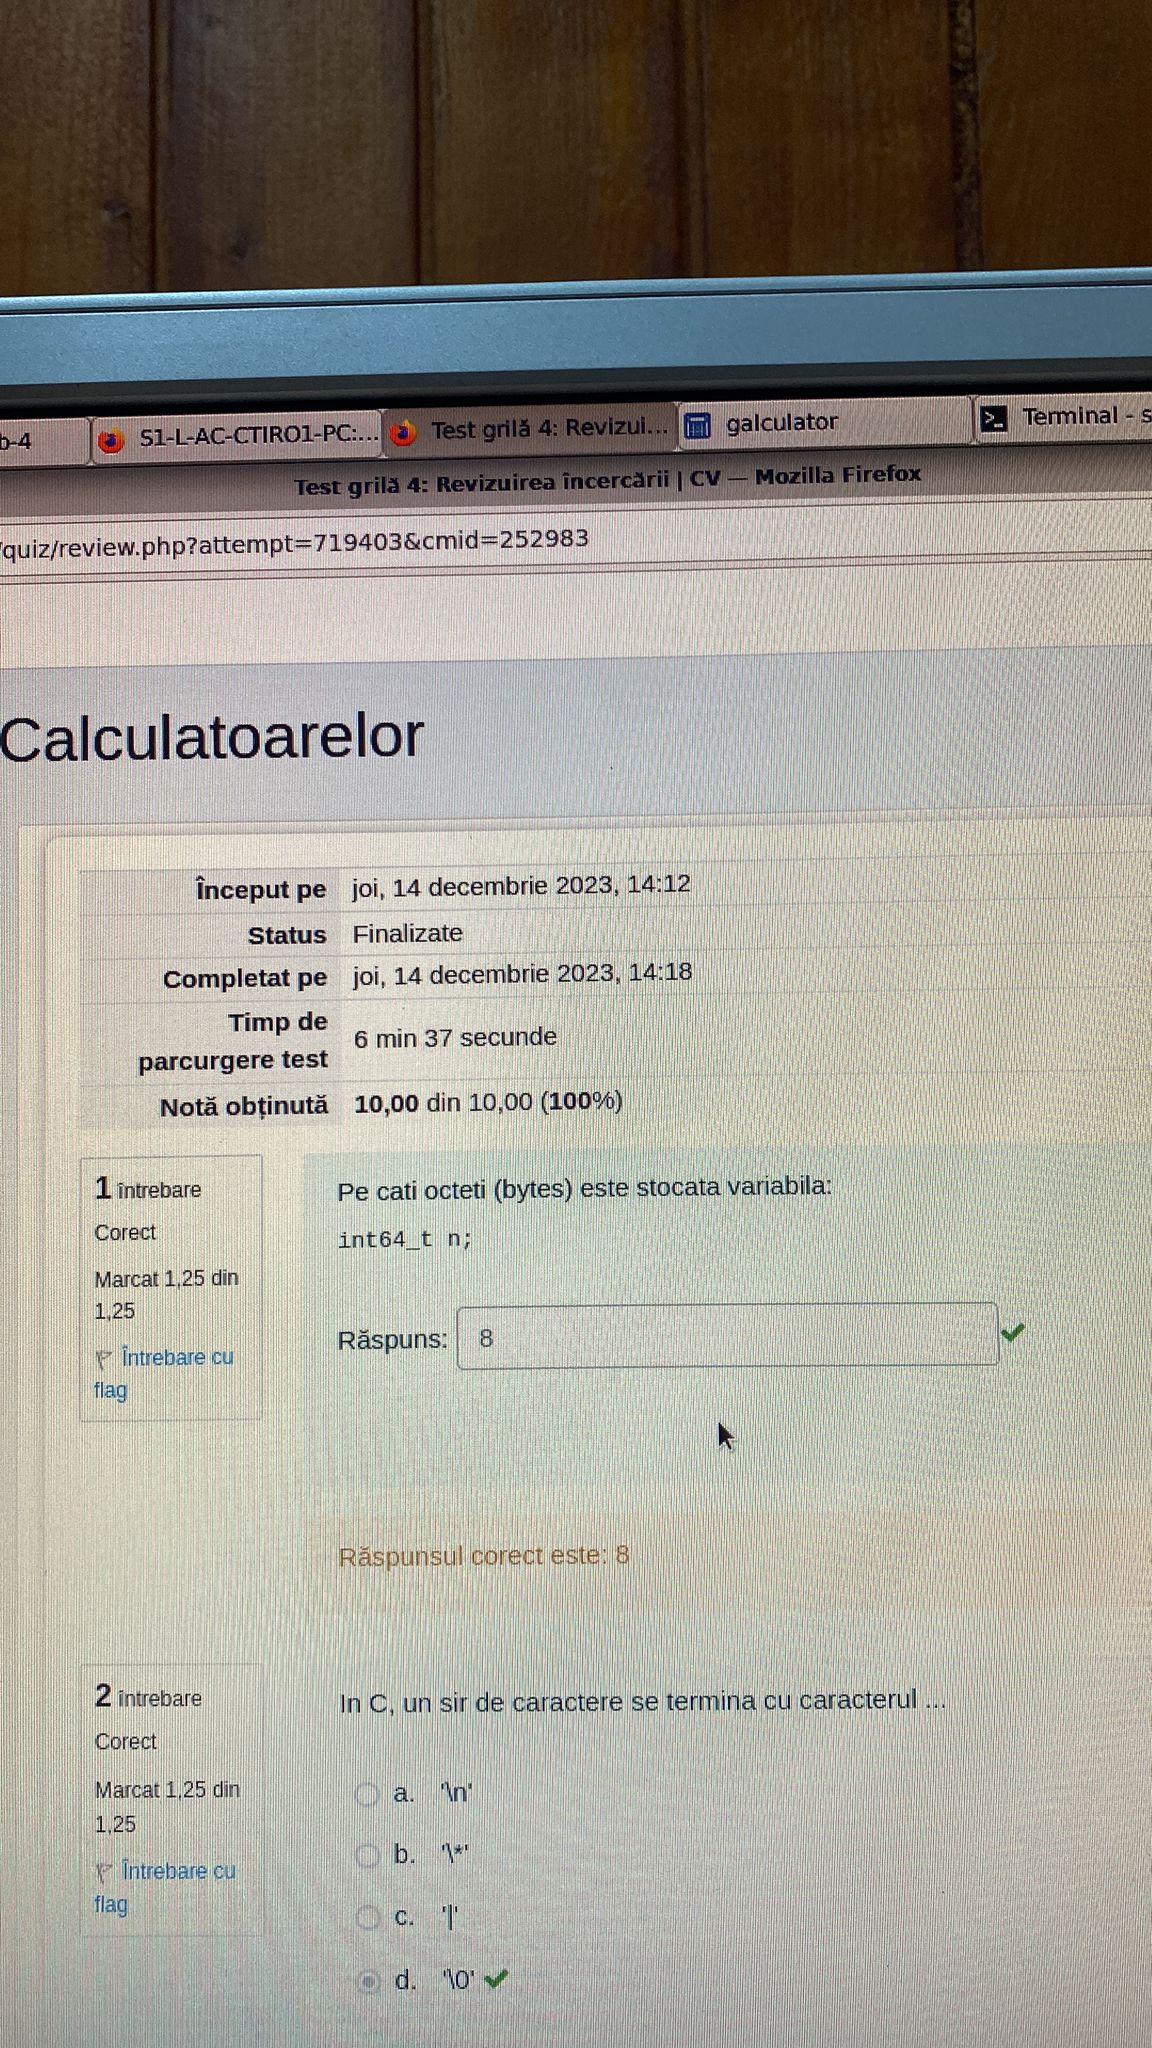 b-4
S1-L-AC-CTIRO1-PC:...
Test grilă 4: Revizui...
galculator
Terminal - s
Test grilă 4: Revizuirea încercării | CV — Mozilla Firefox
/quiz/review.php?attempt=719403&cmid=252983
Calculatoarelor
Început pe joi, 14 decembrie 2023, 14:12
Status Finalizate
Completat pe joi, 14 decembrie 2023, 14:18
Timp de
parcurgere test 6 min 37 secunde
Notă obținută 10,00 din 10,00 (100%)
1 întrebare
Corect
Marcat 1,25 din
1,25
Întrebare cu
flag
Pe cati octeti (bytes) este stocata variabila:
int64_t n;
Răspuns: 8
Răspunsul corect este: 8
2 întrebare
Corect
Marcat 1,25 din
1,25
Întrebare cu
flag
In C, un sir de caractere se termina cu caracterul ...
a. '\n'
b. '\*'
c. '|'
d. '\0'